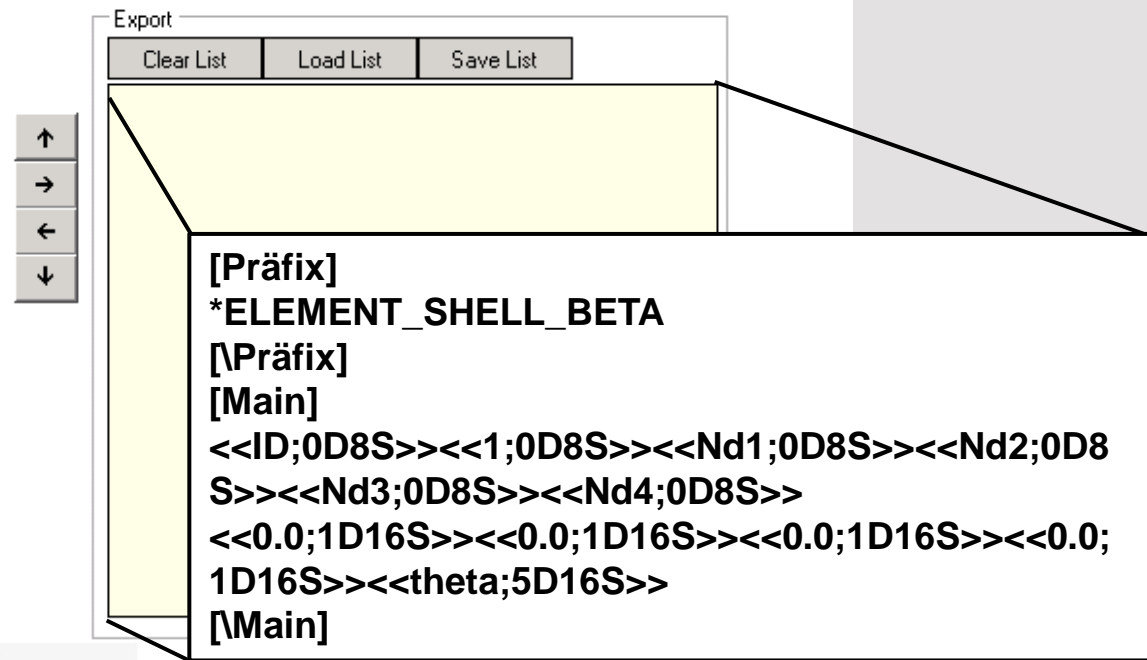 Export
Clear List Load List Save List
[Präfix]
*ELEMENT_SHELL_BETA
[\Präfix]
[Main]
<<ID;0D8S>><<1;0D8S>><<Nd1;0D8S>><<Nd2;0D8
S>><<Nd3;0D8S>><<Nd4;0D8S>>
<<0.0;1D16S>><<0.0;1D16S>><<0.0;1D16S>><<0.0;
1D16S>><<theta;5D16S>>
[\Main]